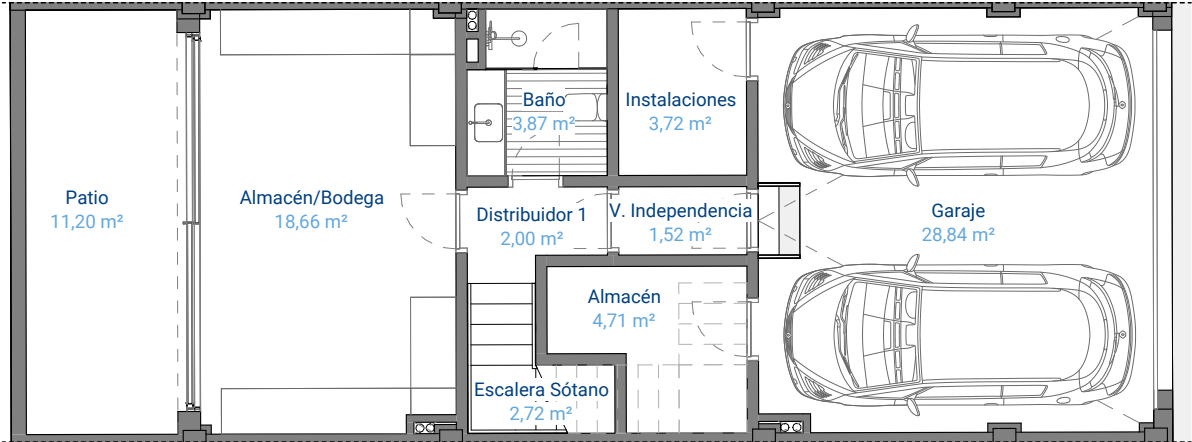 Baño
3,87 m²
Instalaciones
3,72 m²
Patio
11,20 m²
Almacén/Bodega
18,66 m²
Distribuidor 1
2,00 m²
V. Independencia
1,52 m²
Garaje
28,84 m²
Almacén
4,71 m²
Escalera Sótano
2,72 m²